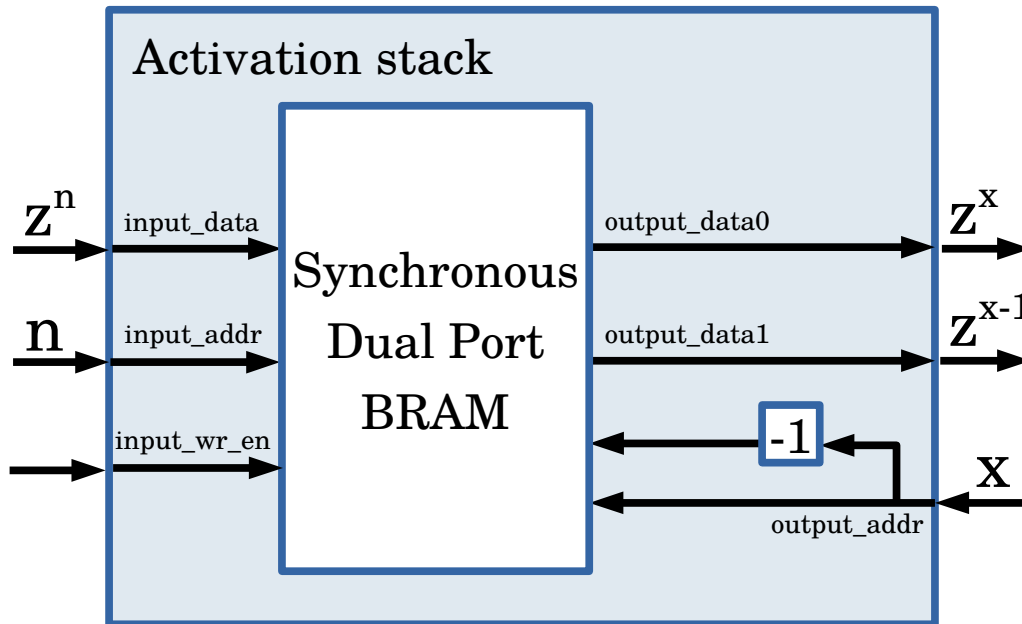 Activation stack
z^n
input_data
output_data0
z^x
Synchronous
Dual Port
BRAM
n
input_addr
output_data1
z^x-1
input_wr_en
-1
x
output_addr